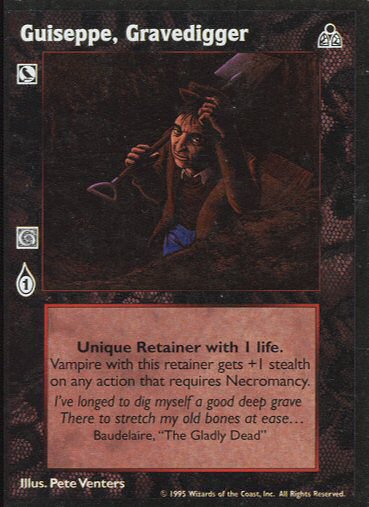 Guiseppe, Gravedigger
1
Unique Retainer with 1 life.
Vampire with this retainer gets +1 stealth
on any action that requires Necromancy.
I've longed to dig myself a good deep grave
There to stretch my old bones at ease…
Baudelaire, "The Gladly Dead"
Illus. Pete Venters
© 1995 Wizards of the Coast, Inc. All Rights Reserved.